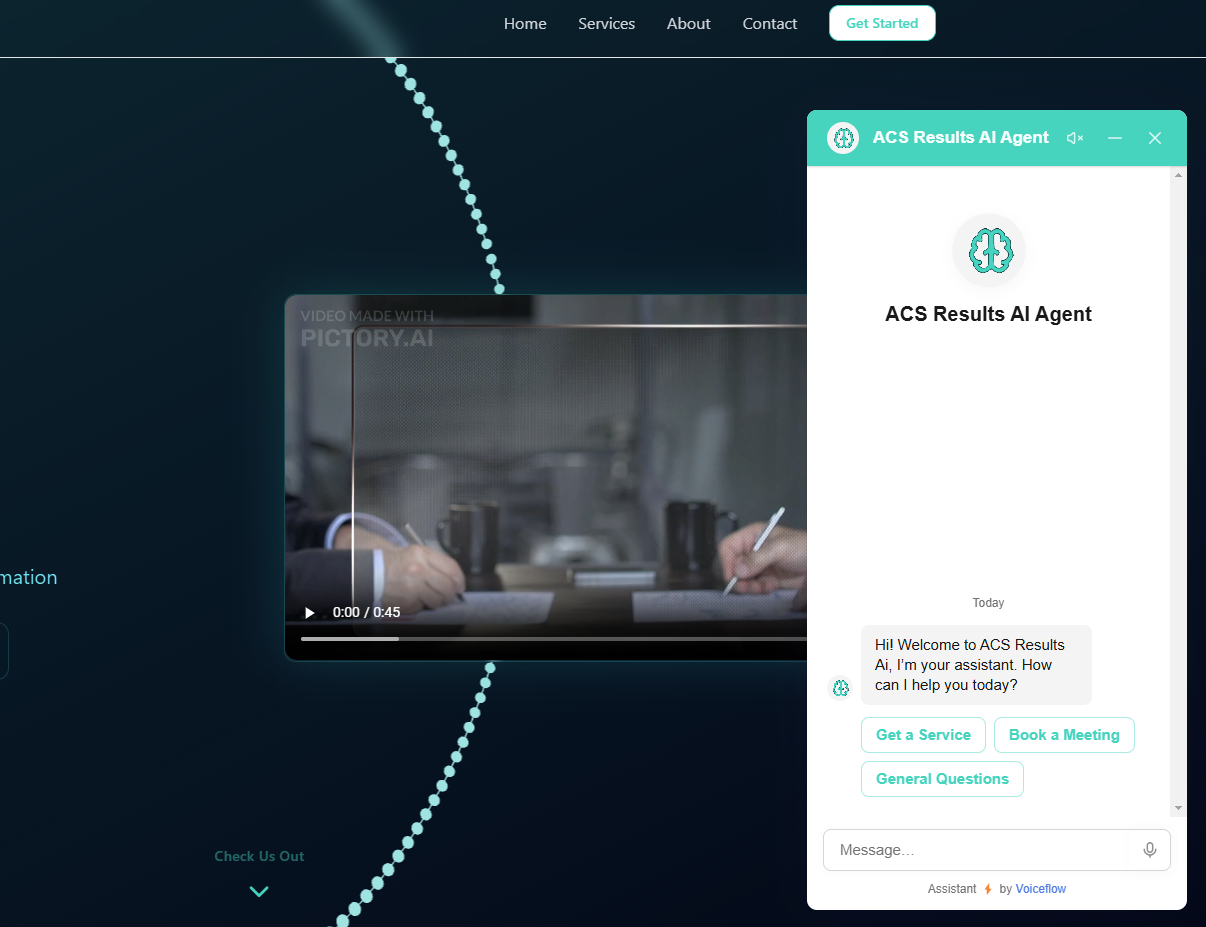 Home Services About Contact Get Started
ACS Results AI Agent
VIDEO MADE WITH
PICTORY.AI
0:00 / 0:45
mation
Check Us Out
ACS Results AI Agent
Today
Hi! Welcome to ACS Results
Ai, I'm your assistant. How
can I help you today?
Get a Service Book a Meeting
General Questions
Message...
Assistant by Voiceflow